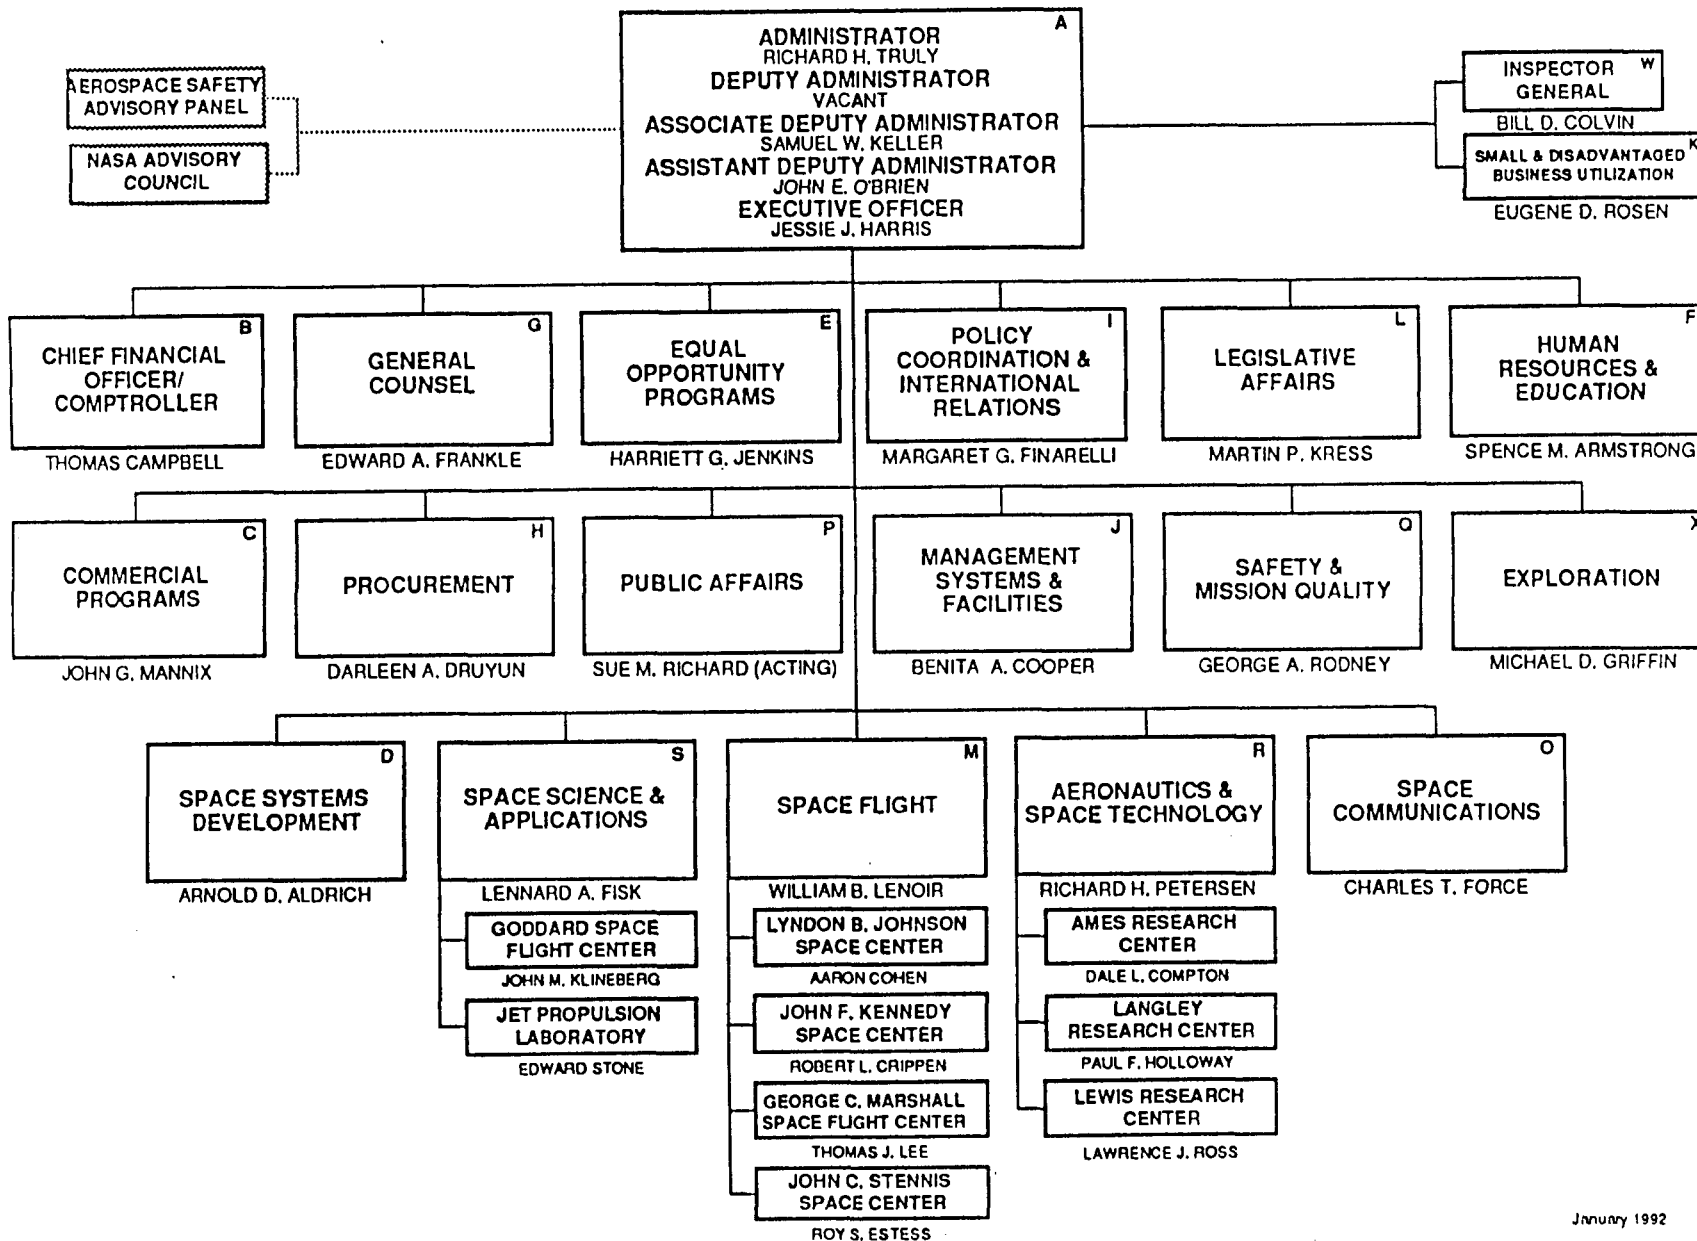 A
ADMINISTRATOR
RICHARD H. TRULY
DEPUTY ADMINISTRATOR
VACANT
ASSOCIATE DEPUTY ADMINISTRATOR
SAMUEL W. KELLER
ASSISTANT DEPUTY ADMINISTRATOR
JOHN E. O'BRIEN
EXECUTIVE OFFICER
JESSIE J. HARRIS
AEROSPACE SAFETY
ADVISORY PANEL
NASA ADVISORY
COUNCIL
W
INSPECTOR
GENERAL
BILL D. COLVIN
K
SMALL & DISADVANTAGED
BUSINESS UTILIZATION
EUGENE D. ROSEN
B
CHIEF FINANCIAL
OFFICER/
COMPTROLLER
THOMAS CAMPBELL
G
GENERAL
COUNSEL
EDWARD A. FRANKLE
E
EQUAL
OPPORTUNITY
PROGRAMS
HARRIETT G. JENKINS
I
POLICY
COORDINATION &
INTERNATIONAL
RELATIONS
MARGARET G. FINARELLI
L
LEGISLATIVE
AFFAIRS
MARTIN P. KRESS
F
HUMAN
RESOURCES &
EDUCATION
SPENCE M. ARMSTRONG
C
COMMERCIAL
PROGRAMS
JOHN G. MANNIX
H
PROCUREMENT
DARLEEN A. DRUYUN
P
PUBLIC AFFAIRS
SUE M. RICHARD (ACTING)
J
MANAGEMENT
SYSTEMS &
FACILITIES
BENITA A. COOPER
Q
SAFETY &
MISSION QUALITY
GEORGE A. RODNEY
X
EXPLORATION
MICHAEL D. GRIFFIN
D
SPACE SYSTEMS
DEVELOPMENT
ARNOLD D. ALDRICH
S
SPACE SCIENCE &
APPLICATIONS
LENNARD A. FISK
GODDARD SPACE
FLIGHT CENTER
JOHN M. KLINEBERG
JET PROPULSION
LABORATORY
EDWARD STONE
M
SPACE FLIGHT
WILLIAM B. LENOIR
LYNDON B. JOHNSON
SPACE CENTER
AARON COHEN
JOHN F. KENNEDY
SPACE CENTER
ROBERT L. CRIPPEN
GEORGE C. MARSHALL
SPACE FLIGHT CENTER
THOMAS J. LEE
JOHN C. STENNIS
SPACE CENTER
ROY S. ESTESS
R
AERONAUTICS &
SPACE TECHNOLOGY
RICHARD H. PETERSEN
AMES RESEARCH
CENTER
DALE L. COMPTON
LANGLEY
RESEARCH CENTER
PAUL F. HOLLOWAY
LEWIS RESEARCH
CENTER
LAWRENCE J. ROSS
O
SPACE
COMMUNICATIONS
CHARLES T. FORCE
January 1992